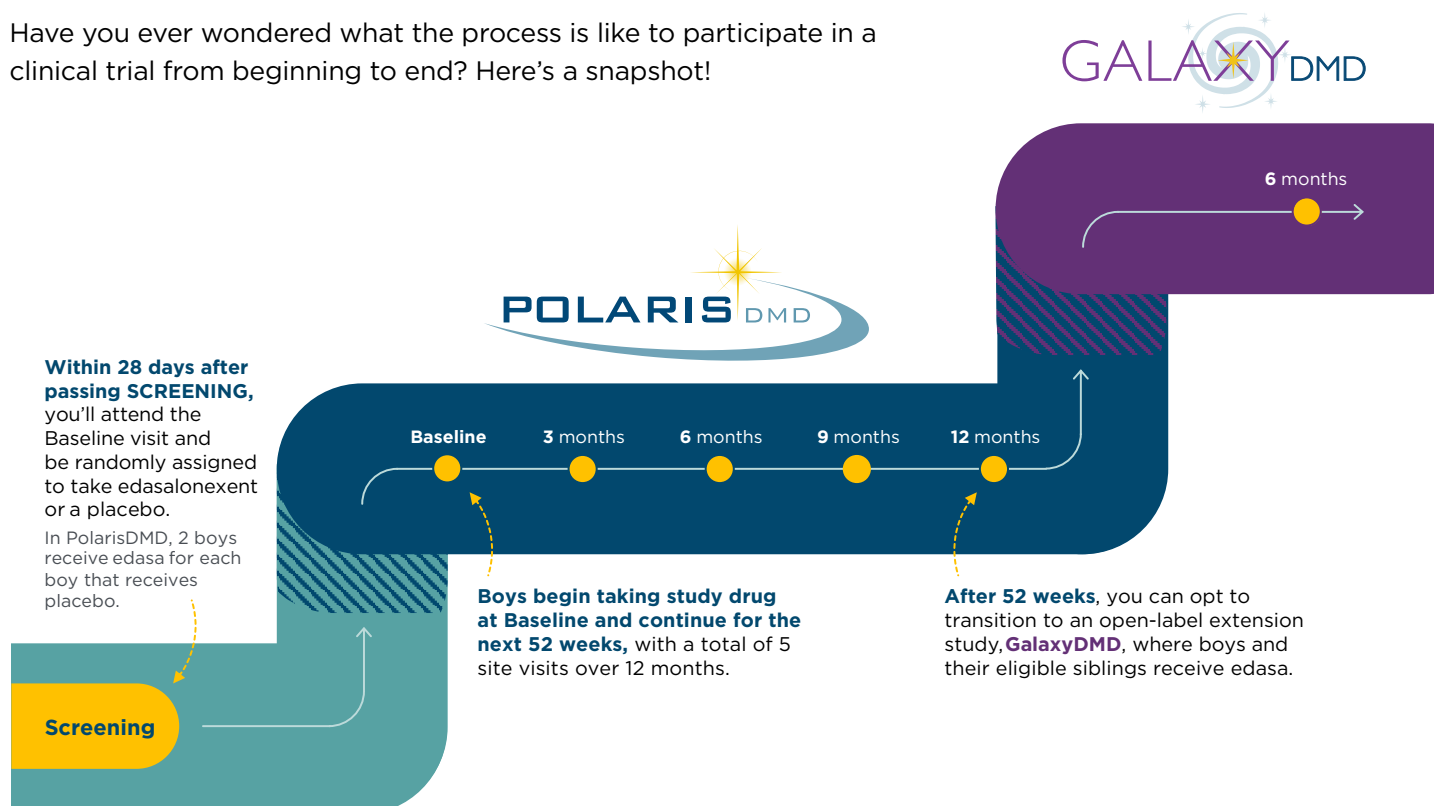 Have you ever wondered what the process is like to participate in a
clinical trial from beginning to end? Here’s a snapshot!
GALAXYDMD
6 months
POLARIS DMD
Within 28 days after
passing SCREENING,
you’ll attend the
Baseline visit and
be randomly assigned
to take edasalonexent
or a placebo.
In PolarisDMD, 2 boys
receive edasa for each
boy that receives
placebo.
Baseline
3 months
6 months
9 months
12 months
Boys begin taking study drug
at Baseline and continue for the
next 52 weeks, with a total of 5
site visits over 12 months.
After 52 weeks, you can opt to
transition to an open-label extension
study, GalaxyDMD, where boys and
their eligible siblings receive edasa.
Screening